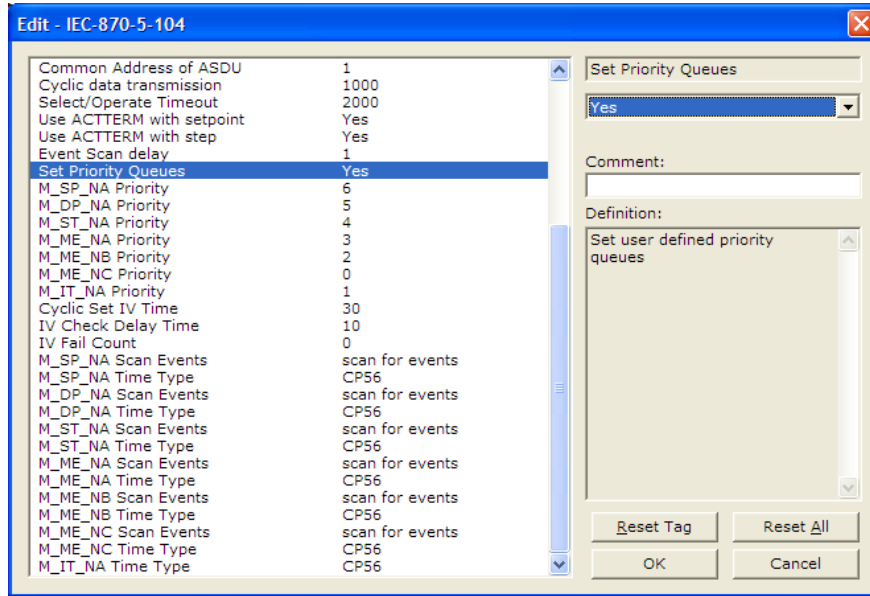 Edit - IEC-870-5-104
Common Address of ASDU 1
Cyclic data transmission 1000
Select/Operate Timeout 2000
Use ACTTERM with setpoint Yes
Use ACTTERM with step Yes
Event Scan delay 1
Set Priority Queues Yes
M_SP_NA Priority 6
M_DP_NA Priority 5
M_ST_NA Priority 4
M_ME_NA Priority 3
M_ME_NB Priority 2
M_ME_NC Priority 0
M_IT_NA Priority 1
Cyclic Set IV Time 30
IV Check Delay Time 10
IV Fail Count 0
M_SP_NA Scan Events scan for events
M_SP_NA Time Type CP56
M_DP_NA Scan Events scan for events
M_DP_NA Time Type CP56
M_ST_NA Scan Events scan for events
M_ST_NA Time Type CP56
M_ME_NA Scan Events scan for events
M_ME_NA Time Type CP56
M_ME_NB Scan Events scan for events
M_ME_NB Time Type CP56
M_ME_NC Scan Events scan for events
M_ME_NC Time Type CP56
M_IT_NA Time Type CP56
Set Priority Queues
Yes
Comment:
Definition:
Set user defined priority
queues
Reset Tag Reset All
OK Cancel